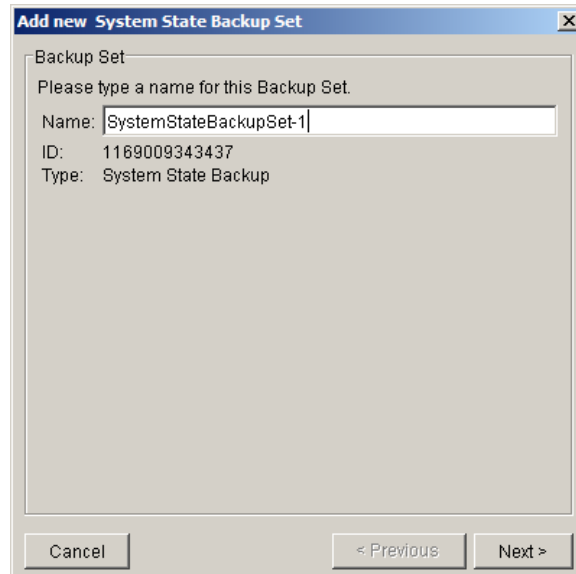 Add new  System State Backup Set
Backup Set
Please type a name for this Backup Set.
Name: SystemStateBackupSet-1
ID: 1169009343437
Type: System State Backup
Cancel < Previous Next >